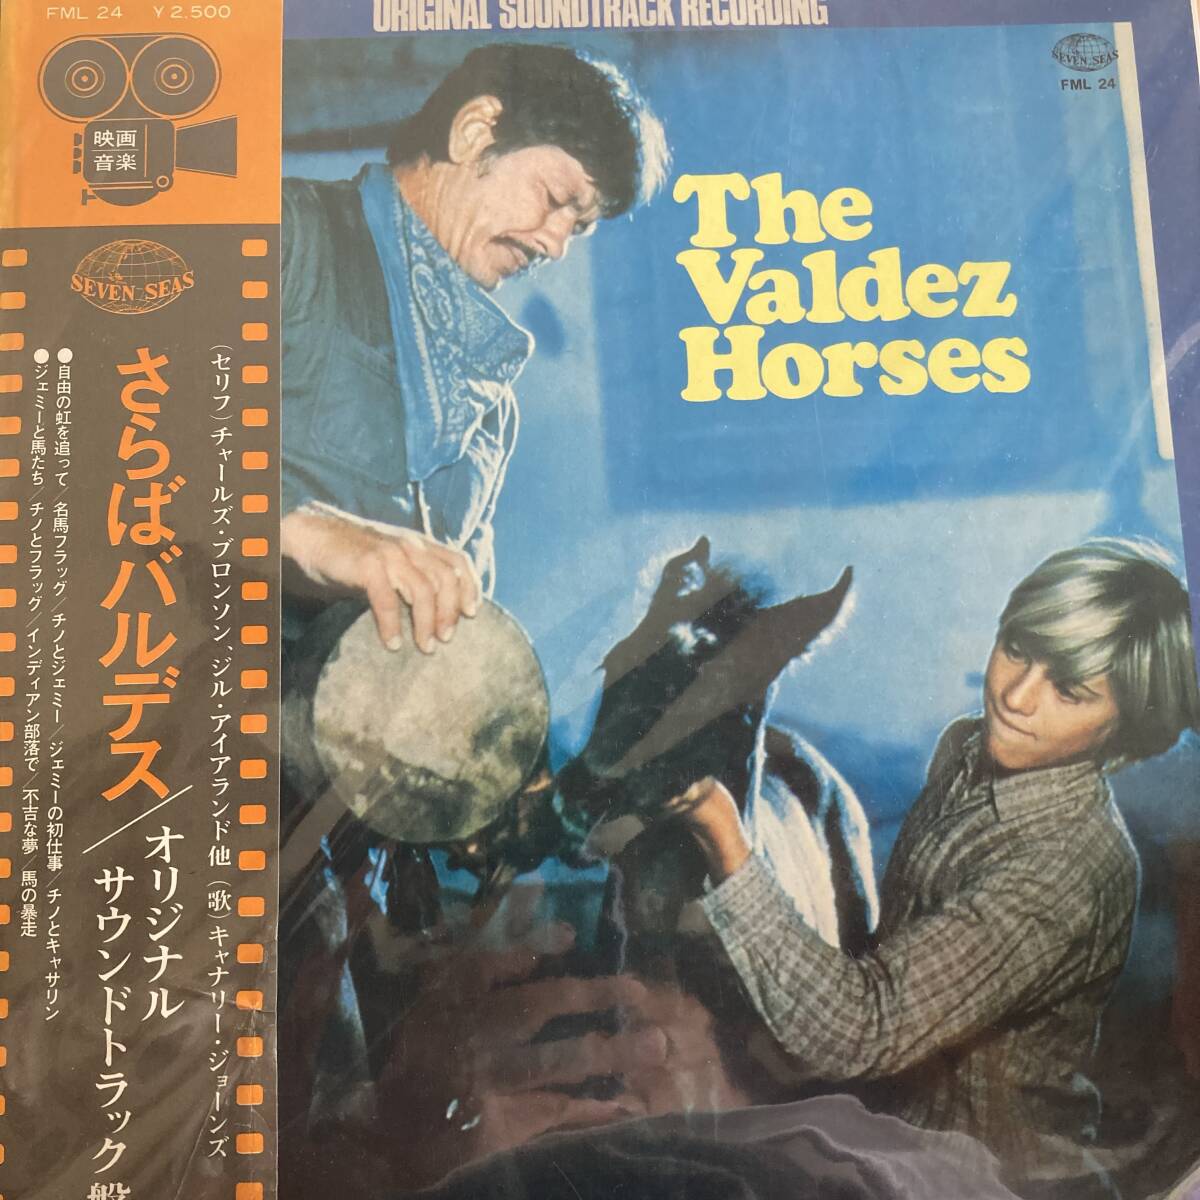 FML 24 ¥2,500
映画
音楽
SEVEN SEAS
さらばバルデス／オリジナル
サウンドトラック盤
(セリフ)チャールズ・ブロンソン、ジル・アイアランド他 (歌)キャナリー・ジョーンズ
●自由の虹を追って／名馬フラッグ／チノとジェミー／ジェミーの初仕事／チノとキャサリン
●ジェミーと馬たち／チノとフラッグ／インディアン部落で／不吉な夢／馬の暴走
ORIGINAL SOUNDTRACK RECORDING
SEVEN SEAS
FML 24
The
Valdez
Horses